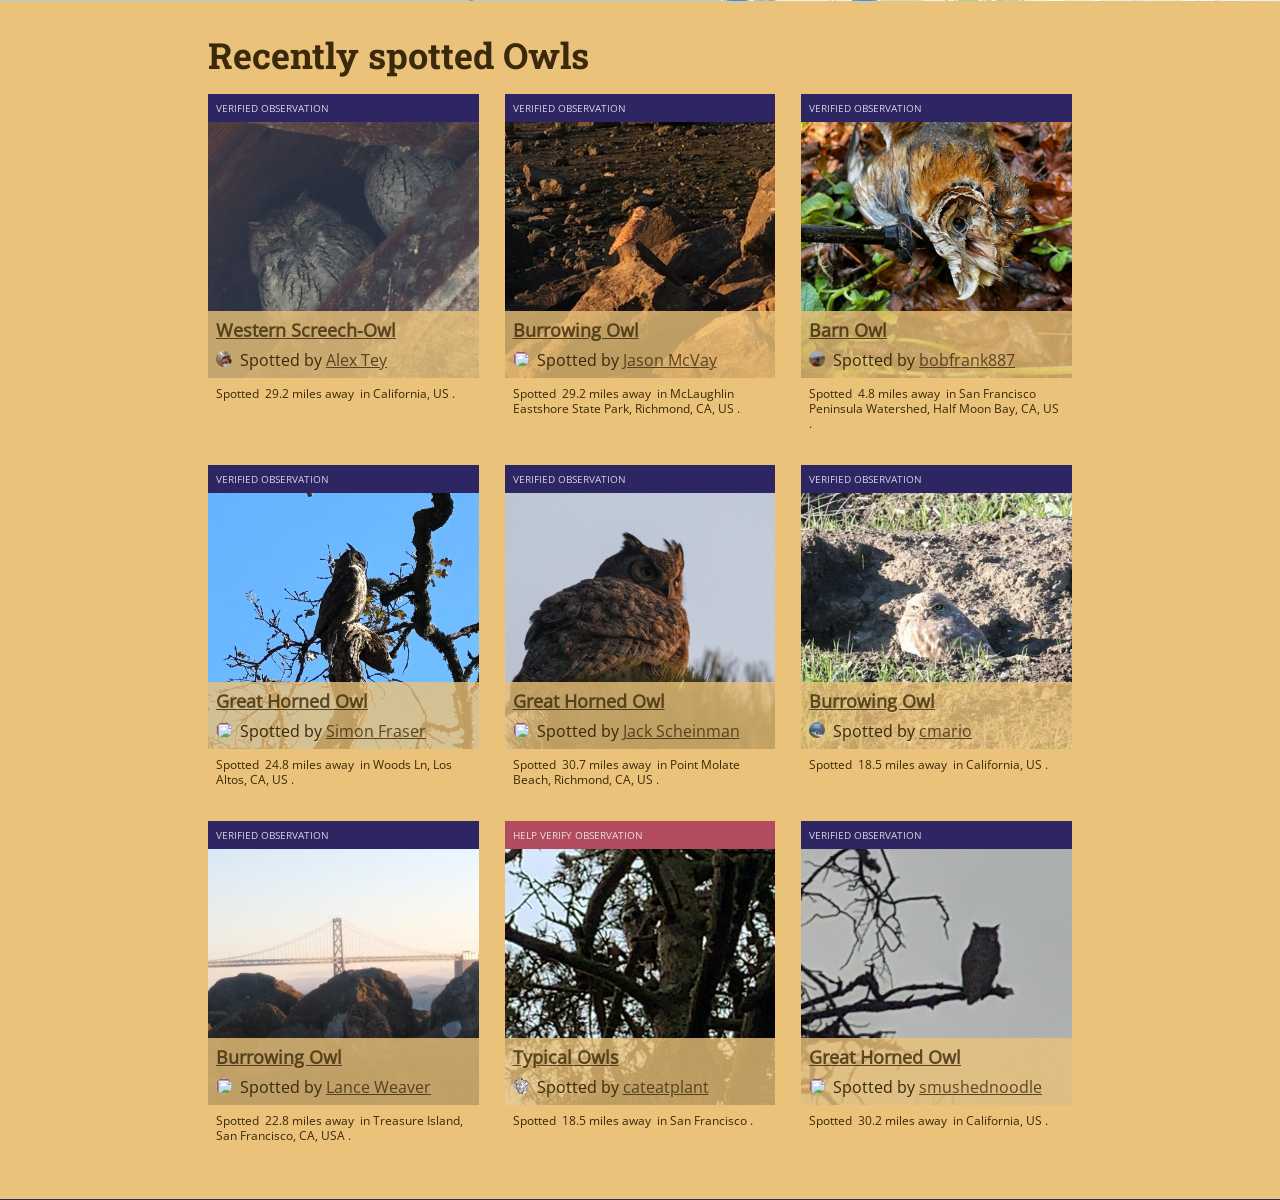 Recently spotted Owls
VERIFIED OBSERVATION
Western Screech-Owl
Spotted by Alex Tey
Spotted 29.2 miles away in California, US .
VERIFIED OBSERVATION
Burrowing Owl
Spotted by Jason McVay
Spotted 29.2 miles away in McLaughlin
Eastshore State Park, Richmond, CA, US .
VERIFIED OBSERVATION
Barn Owl
Spotted by bobfrank887
Spotted 4.8 miles away in San Francisco
Peninsula Watershed, Half Moon Bay, CA, US
.
VERIFIED OBSERVATION
Great Horned Owl
Spotted by Simon Fraser
Spotted 24.8 miles away in Woods Ln, Los
Altos, CA, US .
VERIFIED OBSERVATION
Great Horned Owl
Spotted by Jack Scheinman
Spotted 30.7 miles away in Point Molate
Beach, Richmond, CA, US .
VERIFIED OBSERVATION
Burrowing Owl
Spotted by cmario
Spotted 18.5 miles away in California, US .
VERIFIED OBSERVATION
Burrowing Owl
Spotted by Lance Weaver
Spotted 22.8 miles away in Treasure Island,
San Francisco, CA, USA .
HELP VERIFY OBSERVATION
Typical Owls
Spotted by cateatplant
Spotted 18.5 miles away in San Francisco .
VERIFIED OBSERVATION
Great Horned Owl
Spotted by smushednoodle
Spotted 30.2 miles away in California, US .